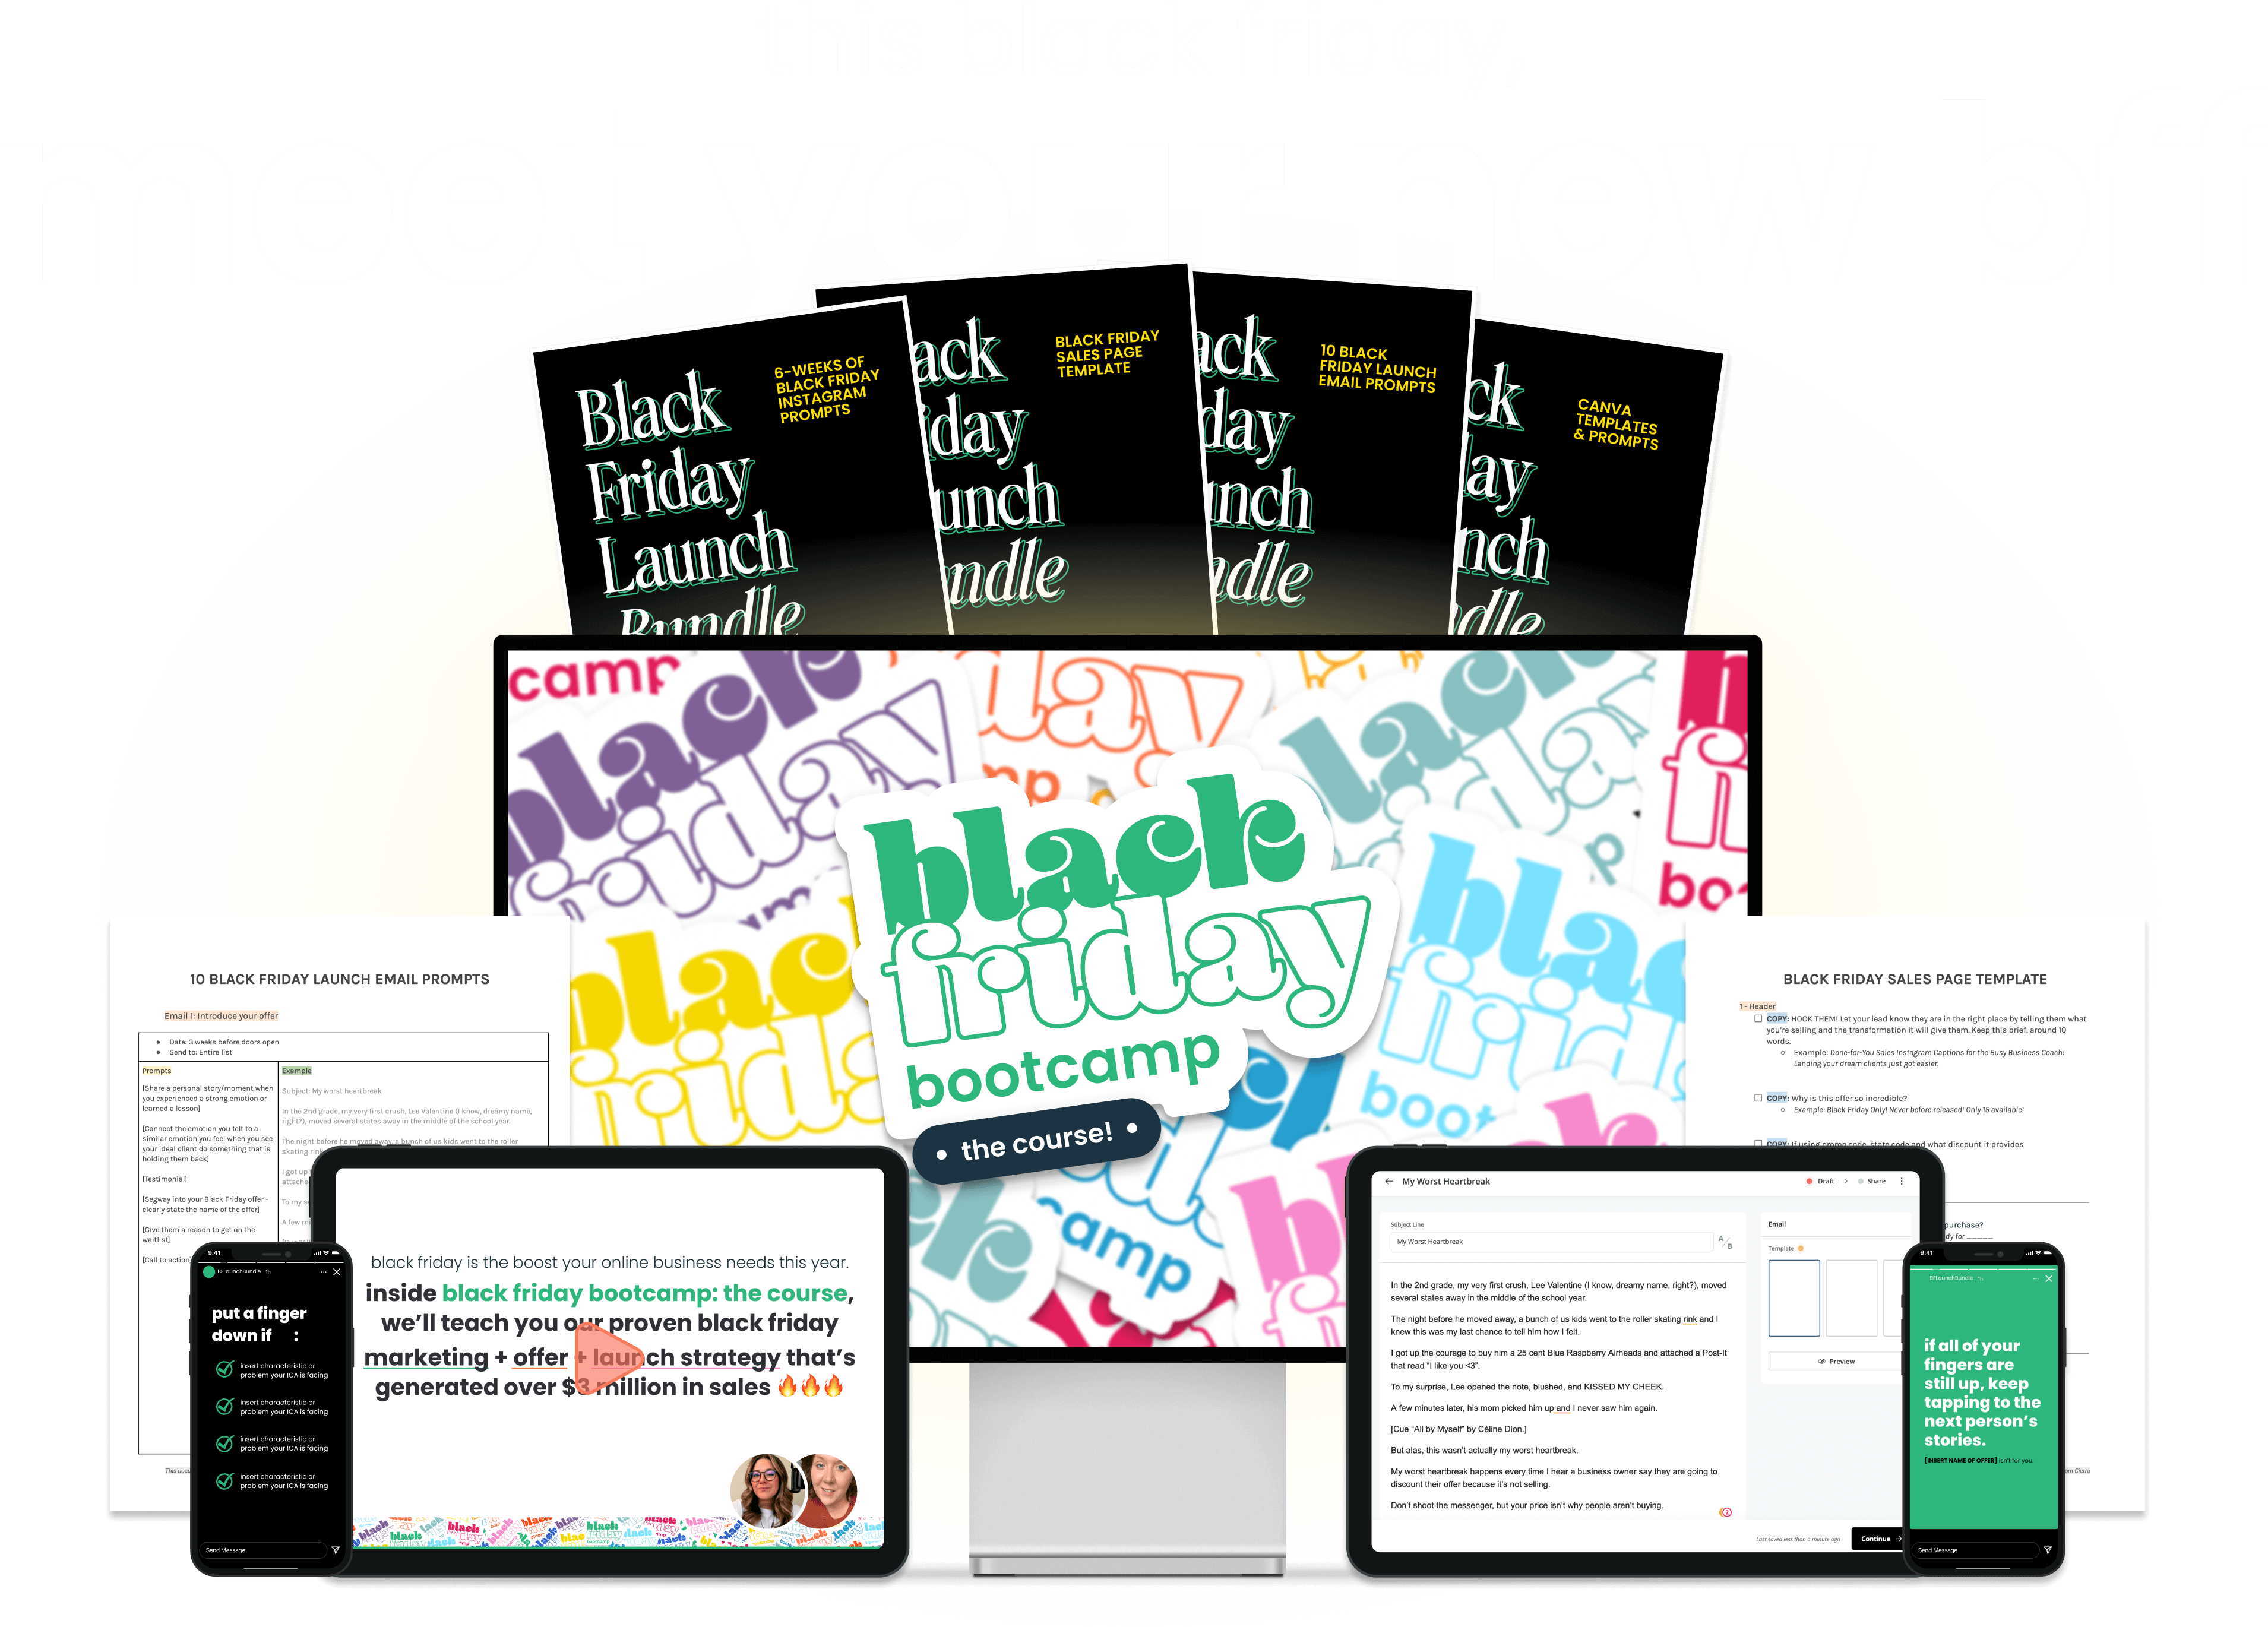 Black
Friday
Launch
Bundle
6-WEEKS OF
BLACK FRIDAY
INSTAGRAM
PROMPTS
BLACK FRIDAY
SALES PAGE
TEMPLATE
10 BLACK
FRIDAY LAUNCH
EMAIL PROMPTS
CANVA
TEMPLATES
& PROMPTS
black
friday
bootcamp
• the course! •
10 BLACK FRIDAY LAUNCH EMAIL PROMPTS
Email 1: Introduce your offer
● Date: 3 weeks before doors open
● Send to: Entire list
Prompts
[Share a personal story/moment when
you experienced a strong emotion or
learned a lesson]
[Connect the emotion you felt to a
similar emotion you feel when you see
your ideal client do something that is
holding them back]
[Testimonial]
[Segway into your Black Friday offer -
clearly state the name of the offer]
[Give them a reason to get on the
waitlist]
[Call to action]
Example
Subject: My worst heartbreak
In the 2nd grade, my very first crush, Lee Valentine (I know, dreamy name,
right?), moved several states away in the middle of the school year.
The night before he moved away, a bunch of us kids went to the roller
skating rink
I got up
To my
A few
BLACK FRIDAY SALES PAGE TEMPLATE
1 - Header
COPY: HOOK THEM! Let your lead know they are in the right place by telling them what
you're selling and the transformation it will give them. Keep this brief, around 10
words.
○ Example: Done-for-You Sales Instagram Captions for the Busy Business Coach:
Landing your dream clients just got easier.
COPY: Why is this offer so incredible?
○ Example: Black Friday Only! Never before released! Only 15 available!
COPY: If using promo code, state code and what discount it provides
purchase?
for _____
9:41
BFLaunchBundle 1h
put a finger
down if :
insert characteristic or
problem your ICA is facing
insert characteristic or
problem your ICA is facing
insert characteristic or
problem your ICA is facing
insert characteristic or
problem your ICA is facing
Send Message
black friday is the boost your online business needs this year.
inside black friday bootcamp: the course,
we'll teach you our proven black friday
marketing + offer + launch strategy that's
generated over $3 million in sales 🔥🔥🔥
My Worst Heartbreak
Draft > Share
Subject Line
My Worst Heartbreak
A/B
In the 2nd grade, my very first crush, Lee Valentine (I know, dreamy name, right?), moved
several states away in the middle of the school year.
The night before he moved away, a bunch of us kids went to the roller skating rink and I
knew this was my last chance to tell him how I felt.
I got up the courage to buy him a 25 cent Blue Raspberry Airheads and attached a Post-It
that read "I like you <3".
To my surprise, Lee opened the note, blushed, and KISSED MY CHEEK.
A few minutes later, his mom picked him up and I never saw him again.
[Cue "All by Myself" by Céline Dion.]
But alas, this wasn't actually my worst heartbreak.
My worst heartbreak happens every time I hear a business owner say they are going to
discount their offer because it's not selling.
Don't shoot the messenger, but your price isn't why people aren't buying.
Email
Template
Preview
Last saved less than a minute ago
Continue →
9:41
BFLaunchBundle 1h
if all of your
fingers are
still up, keep
tapping to the
next person's
stories.
[INSERT NAME OF OFFER] isn't for you.
Send Message